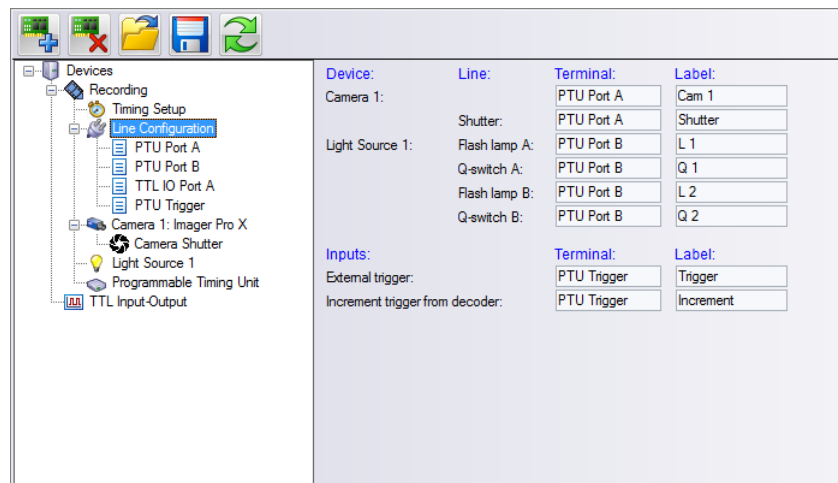 Devices
Recording
Timing Setup
Line Configuration
PTU Port A
PTU Port B
TTL IO Port A
PTU Trigger
Camera 1: Imager Pro X
Camera Shutter
Light Source 1
Programmable Timing Unit
TTL Input-Output
Device: Line: Terminal: Label:
Camera 1: PTU Port A Cam 1
Shutter: PTU Port A Shutter
Light Source 1: Flash lamp A: PTU Port B L 1
Q-switch A: PTU Port B Q 1
Flash lamp B: PTU Port B L 2
Q-switch B: PTU Port B Q 2
Inputs: Terminal: Label:
External trigger: PTU Trigger Trigger
Increment trigger from decoder: PTU Trigger Increment